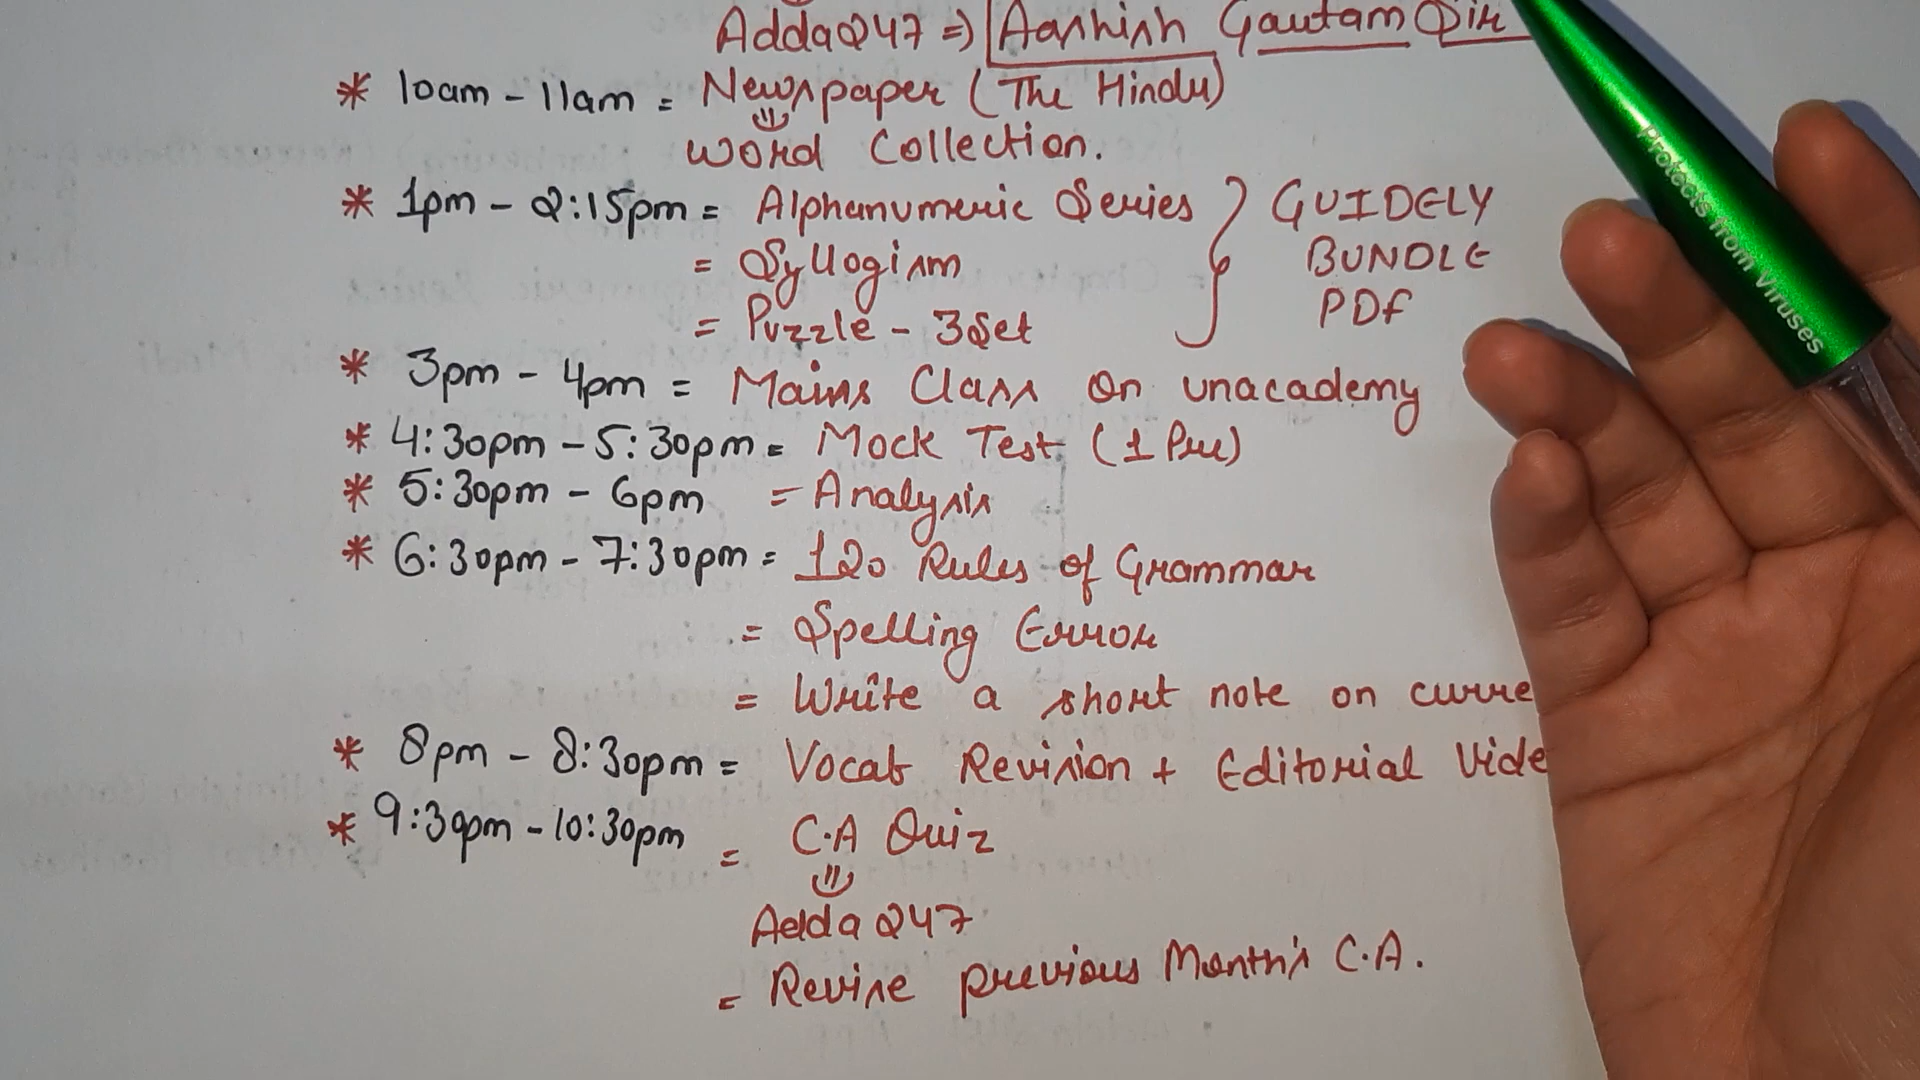 Adda247 => Aashish Gautam Sir
* 10am - 11am = Newspaper (The Hindu)
Word Collection.
* 1pm - 2:15pm = Alphanumeric Series } GUIDELY
= Syllogism BUNDLE
= Puzzle - 3Set PDF
* 3pm - 4pm = Mains Class on unacademy
* 4:30pm - 5:30pm = Mock Test (1 Pre)
* 5:30pm - 6pm = Analysis
* 6:30pm - 7:30pm = 120 Rules of Grammar
= Spelling Error
= Write a short note on curre
* 8pm - 8:30pm = Vocab Revision + Editorial Vide
* 9:30pm - 10:30pm = C.A Quiz
Adda247
= Revise previous Month's C.A.
Protects from Viruses